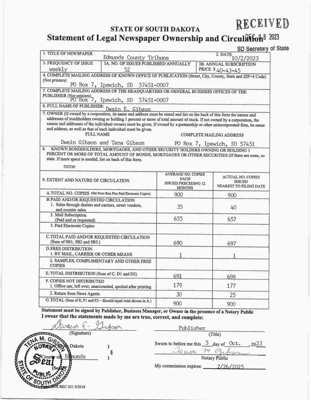 STATE OF SOUTH DAKOTA
RECEIVED
Statement of Legal Newspaper Ownership and Circulation
2023
SD Secretary of State
1. TITLE OF NEWSPAPER
Edmunds County Tribune
2. DATE
10/2/2023
3. FREQUENCY OF ISSUE
weekly
3A. NO. OF ISSUES PUBLISHED ANNUALLY
52
3B. ANNUAL SUBSCRIPTION
PRICE $ 40-43-45
4. COMPLETE MAILING ADDRESS OF KNOWN OFFICE OF PUBLICATION (Street, City, County, State and ZIP+4 Code)
(Not printers)
PO Box 7, Ipswich, SD 57451-0007
5. COMPLETE MAILING ADDRESS OF THE HEADQUARTERS OR GENERAL BUSINESS OFFICES OF THE
PUBLISHER (Not printers)
PO Box 7, Ipswich, SD 57451-0007
6. FULL NAME OF PUBLISHER:
Dwain E. Gibson
7. OWNER (If owned by a corporation, its name and address must be stated and list on the back of this form the names and
addresses of stockholders owning or holding 1 percent or more of total amount of stock. If not owned by a corporation, the
names and addresses of the individual owners must be given. If owned by a partnership or other unincorporated firm, its name
and address, as well as that of each individual must be given.
FULL NAME
COMPLETE MAILING ADDRESS
Dwain Gibson and Tena Gibson
PO Box 7, Ipswich, SD 57451
8. KNOWN BONDHOLDERS, MORTGAGES, AND OTHER SECURITY HOLDERS OWNING OR HOLDING 1
PERCENT OR MORE OF TOTAL AMOUNT OF BONDS, MORTGAGES OR OTHER SECURITIES (If there are none, so
state. If more space is needed, list on back of this form.
none
9. EXTENT AND NATURE OF CIRCULATION
AVERAGE NO. COPIES
EACH
ISSUED PRECEDING 12
MONTHS
ACTUAL NO. COPIES
ISSUED
NEAREST TO FILING DATE
A. TOTAL NO. COPIES (Net Press Run Plus Paid Electronic Copies)
900
900
B. PAID AND/OR REQUESTED CIRCULATION
1. Sales through dealers and carriers, street vendors,
and counter sales.
35
40
2. Mail Subscription
(Paid and/or requested)
655
657
3. Paid Electronic Copies
C. TOTAL PAID AND/OR REQUESTED CIRCULATION
(Sum of 9B1, 9B2 and 9B3.)
690
697
D. FREE DISTRIBUTION
1. BY MAIL, CARRIER OR OTHER MEANS
1
1
2. SAMPLES, COMPLIMENTARY AND OTHER FREE
COPIES
E. TOTAL DISTRIBUTION (Sum of C, D1 and D2)
691
698
F. COPIES NOT DISTRIBUTED
1. Office use, left over, unaccounted, spoiled after printing
179
177
2. Return from News Agents
30
25
G. TOTAL (Sum of E, F1 and F2 – Should equal total shown in A.)
900
900
Statement must be signed by Publisher, Business Manager, or Owner in the presence of a Notary Public
I swear that the statements made by me are true, correct, and complete:
Dwain E. Gibson
Publisher
(Signature)
(Title)
Dakota )
§
Edmunds )
Sworn to before me this 5 day of Oct. , 2023
Tena M Gibson
Notary Public
My commission expires: 2/26/2025
TENA M. GIBSON
Seal
NOTARY PUBLIC
STATE OF SOUTH DAKOTA